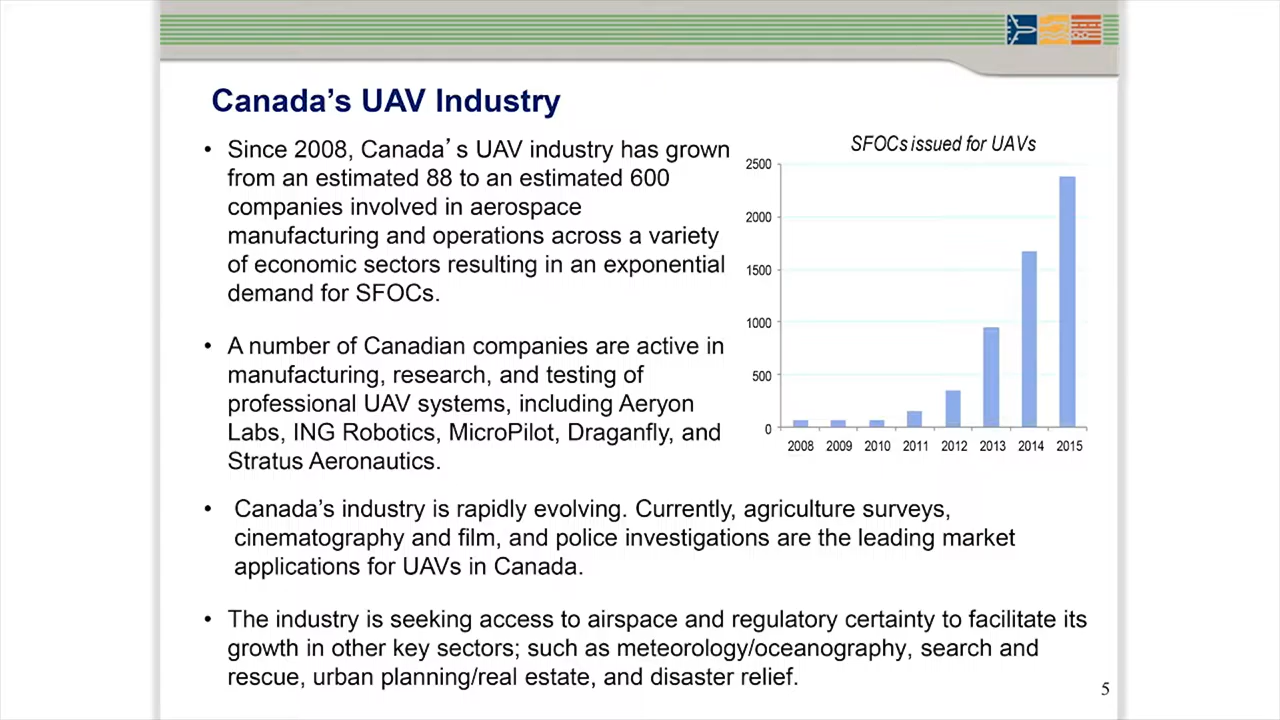 Canada's UAV Industry
• Since 2008, Canada's UAV industry has grown
from an estimated 88 to an estimated 600
companies involved in aerospace
manufacturing and operations across a variety
of economic sectors resulting in an exponential
demand for SFOCs.
• A number of Canadian companies are active in
manufacturing, research, and testing of
professional UAV systems, including Aeryon
Labs, ING Robotics, MicroPilot, Draganfly, and
Stratus Aeronautics.
SFOCs issued for UAVs
2500
2000
1500
1000
500
0
2008 2009 2010 2011 2012 2013 2014 2015
• Canada's industry is rapidly evolving. Currently, agriculture surveys,
cinematography and film, and police investigations are the leading market
applications for UAVs in Canada.
• The industry is seeking access to airspace and regulatory certainty to facilitate its
growth in other key sectors; such as meteorology/oceanography, search and
rescue, urban planning/real estate, and disaster relief.
5